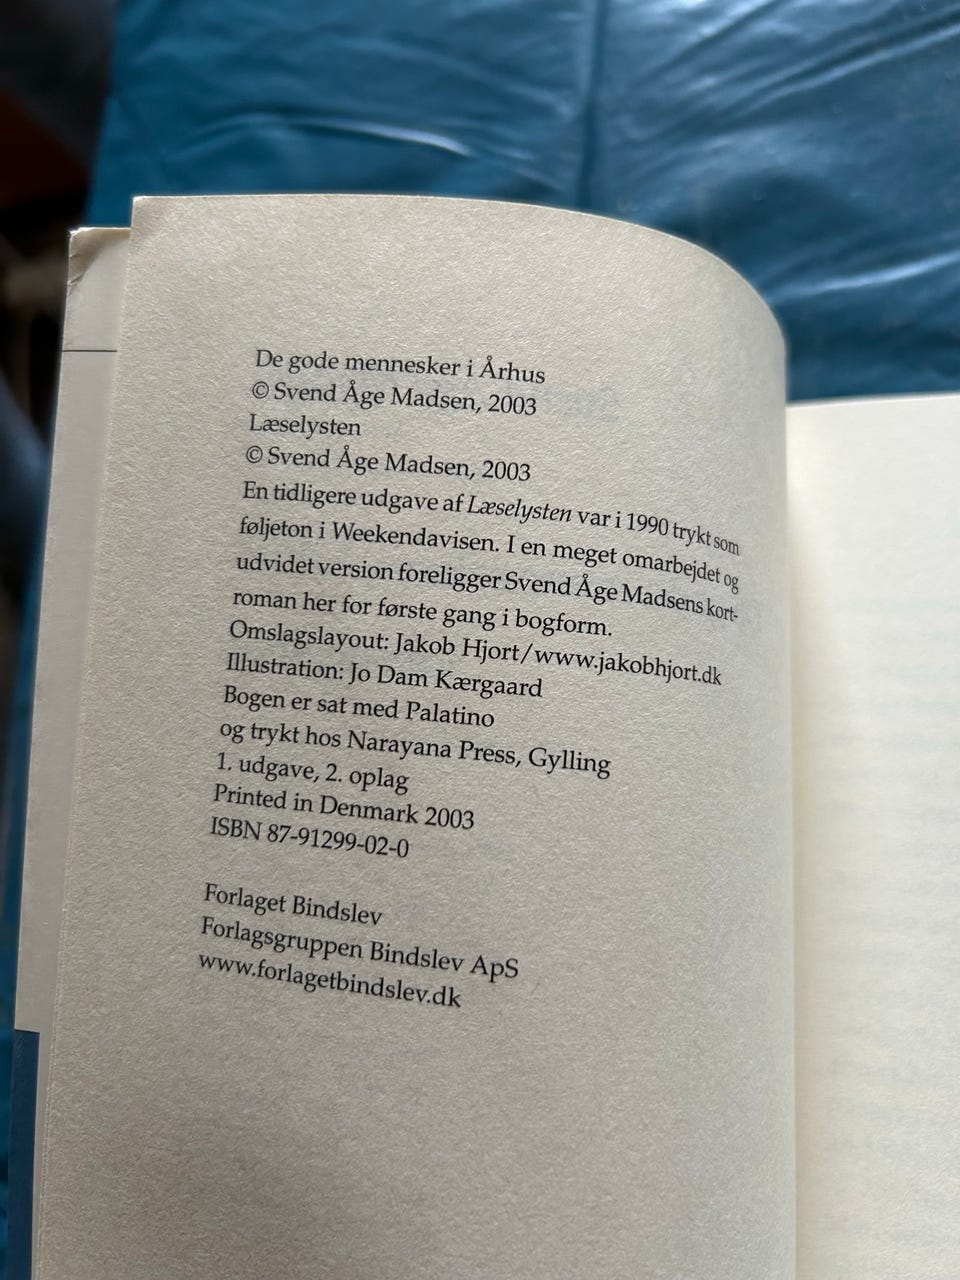 De gode mennesker i Århus
© Svend Åge Madsen, 2003
Læselysten
© Svend Åge Madsen, 2003
En tidligere udgave af Læselysten var i 1990 trykt som
føljeton i Weekendavisen. I en meget omarbejdet og
udvidet version foreligger Svend Åge Madsens kort-
roman her for første gang i bogform.
Omslagslayout: Jakob Hjort/www.jakobhjort.dk
Illustration: Jo Dam Kærgaard
Bogen er sat med Palatino
og trykt hos Narayana Press, Gylling
1. udgave, 2. oplag
Printed in Denmark 2003
ISBN 87-91299-02-0
Forlaget Bindslev
Forlagsgruppen Bindslev ApS
www.forlagetbindslev.dk